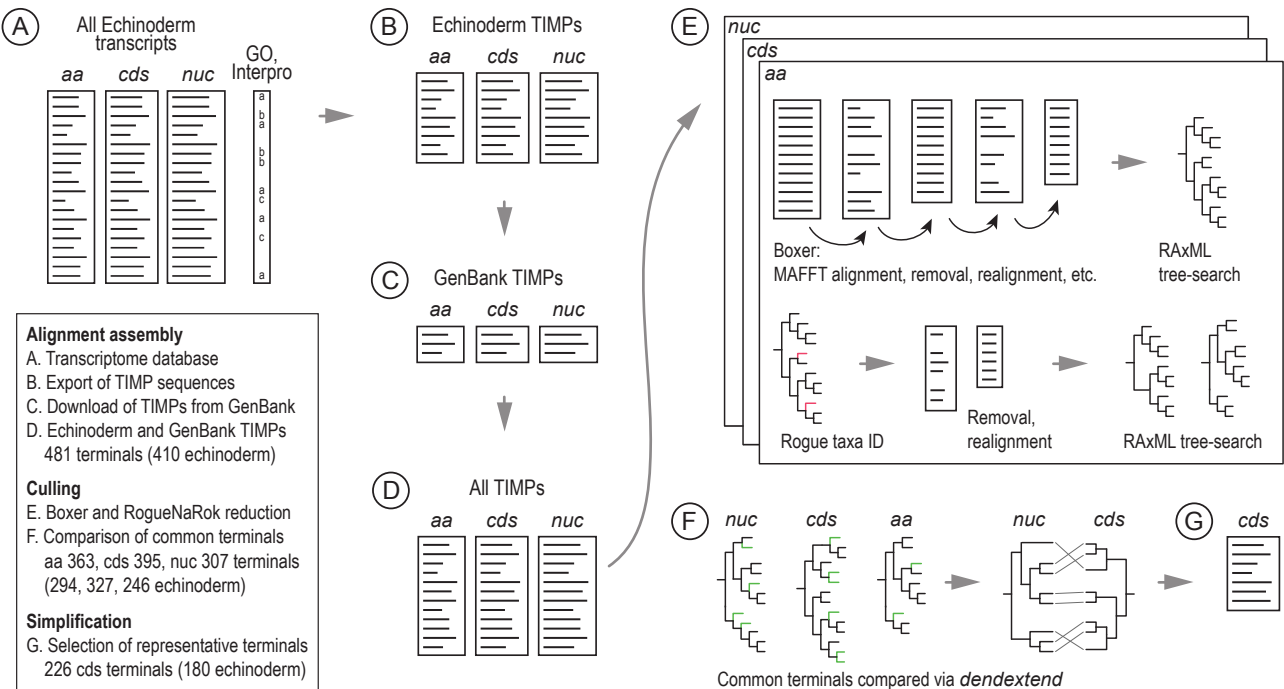 A
All Echinoderm
transcripts
GO,
Interpro
aa cds nuc
a
b
a
b
b
a
c
a
c
a
B
Echinoderm TIMPs
aa cds nuc
C
GenBank TIMPs
aa cds nuc
D
All TIMPs
aa cds nuc
Alignment assembly
A. Transcriptome database
B. Export of TIMP sequences
C. Download of TIMPs from GenBank
D. Echinoderm and GenBank TIMPs
481 terminals (410 echinoderm)
Culling
E. Boxer and RogueNaRok reduction
F. Comparison of common terminals
aa 363, cds 395, nuc 307 terminals
(294, 327, 246 echinoderm)
Simplification
G. Selection of representative terminals
226 cds terminals (180 echinoderm)
E
nuc
cds
aa
Boxer:
MAFFT alignment, removal, realignment, etc.
RAxML
tree-search
Rogue taxa ID
Removal,
realignment
RAxML tree-search
F
nuc cds aa
nuc cds
Common terminals compared via dendextend
G
cds